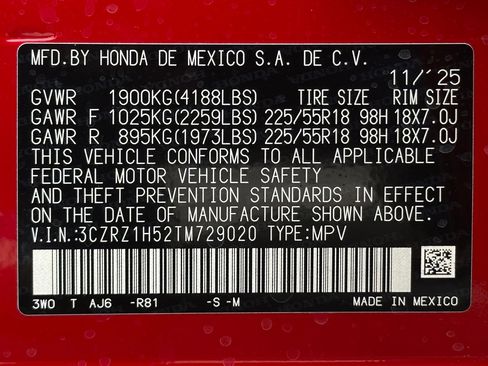 MFD.BY HONDA DE MEXICO S.A. DE C.V.
11/'25
GVWR 1900KG(4188LBS) TIRE SIZE RIM SIZE
GAWR F 1025KG(2259LBS) 225/55R18 98H 18X7.0J
GAWR R 895KG(1973LBS) 225/55R18 98H 18X7.0J
THIS VEHICLE CONFORMS TO ALL APPLICABLE
FEDERAL MOTOR VEHICLE SAFETY
AND THEFT PREVENTION STANDARDS IN EFFECT
ON THE DATE OF MANUFACTURE SHOWN ABOVE.
V.I.N.:3CZRZ1H52TM729020 TYPE:MPV
3W0 T AJ6 -R81 -S -M MADE IN MEXICO